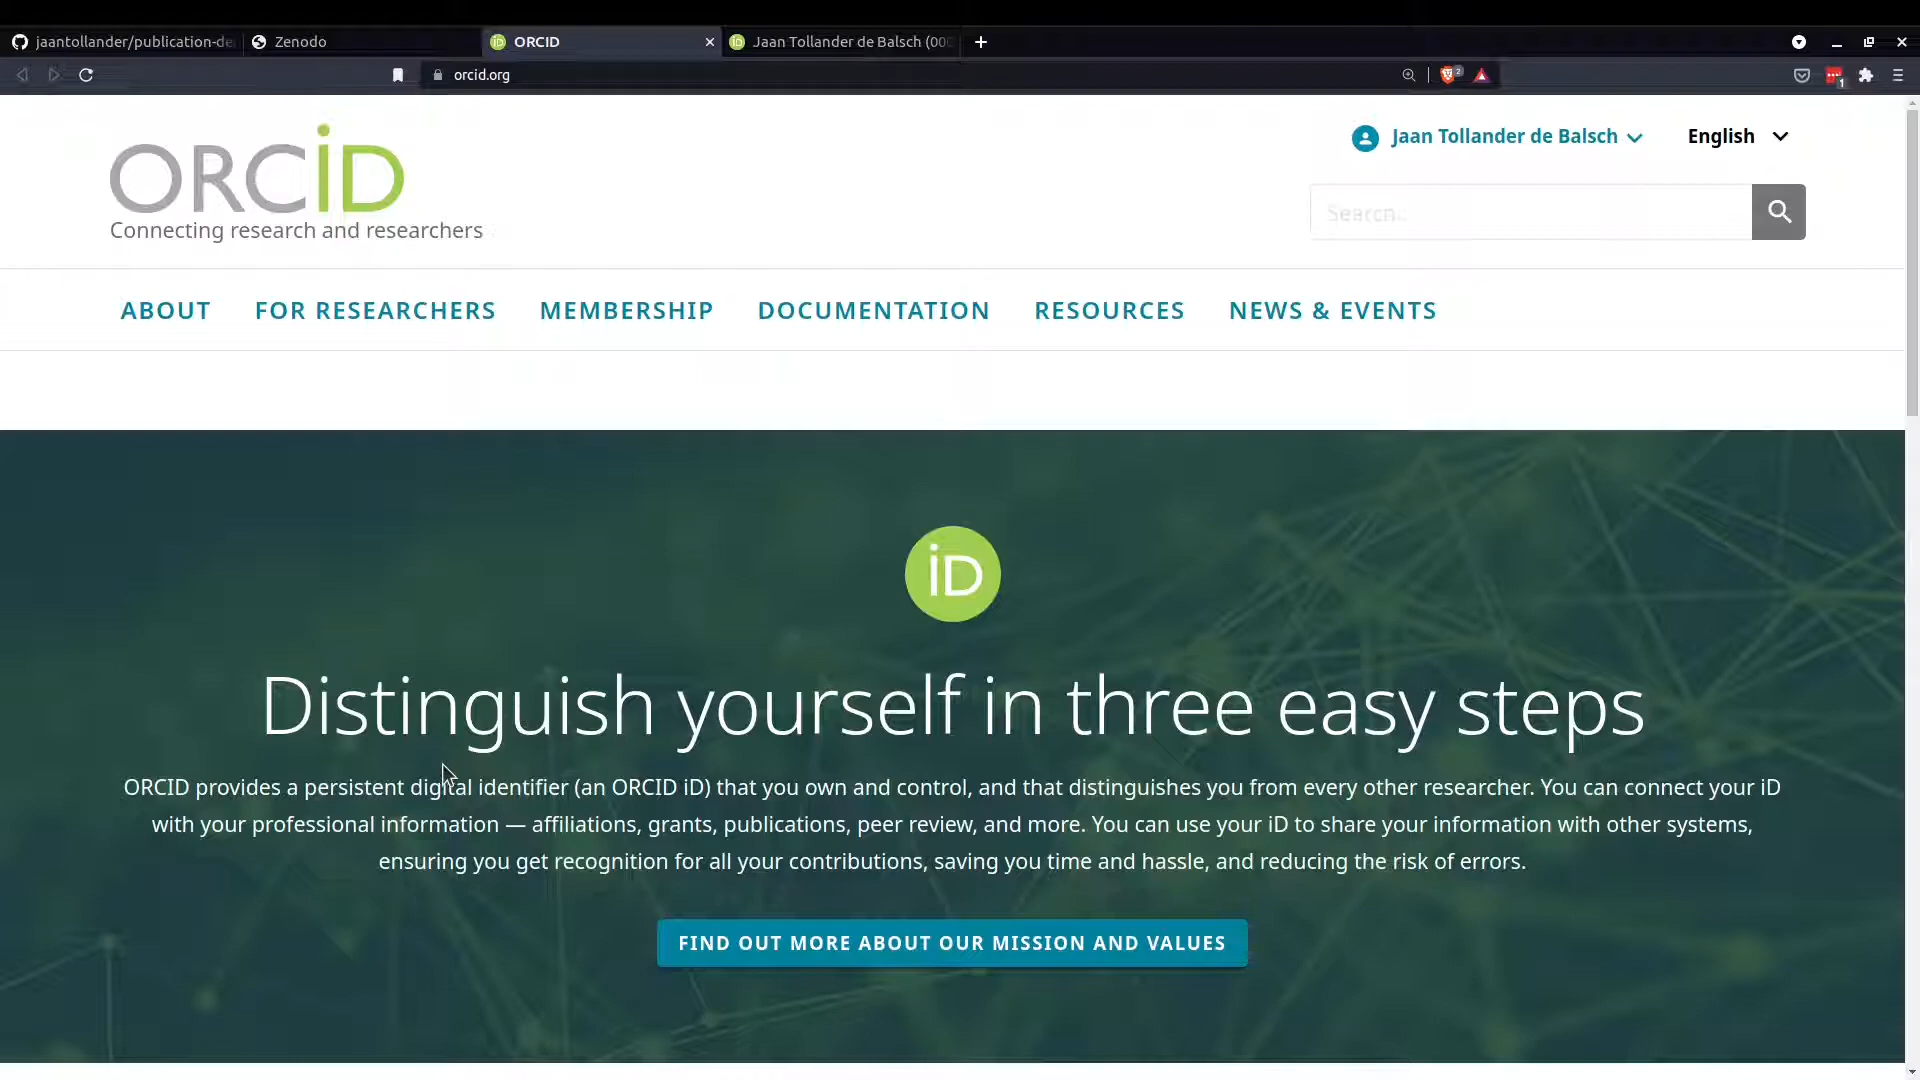 jaantollander/publication-de
Zenodo
ORCID
Jaan Tollander de Balsch (000
orcid.org
2
1
ORCiD
Connecting research and researchers
Jaan Tollander de Balsch
English
Search...
ABOUT
FOR RESEARCHERS
MEMBERSHIP
DOCUMENTATION
RESOURCES
NEWS & EVENTS
iD
Distinguish yourself in three easy steps
ORCID provides a persistent digital identifier (an ORCID iD) that you own and control, and that distinguishes you from every other researcher. You can connect your iD
with your professional information — affiliations, grants, publications, peer review, and more. You can use your iD to share your information with other systems,
ensuring you get recognition for all your contributions, saving you time and hassle, and reducing the risk of errors.
FIND OUT MORE ABOUT OUR MISSION AND VALUES